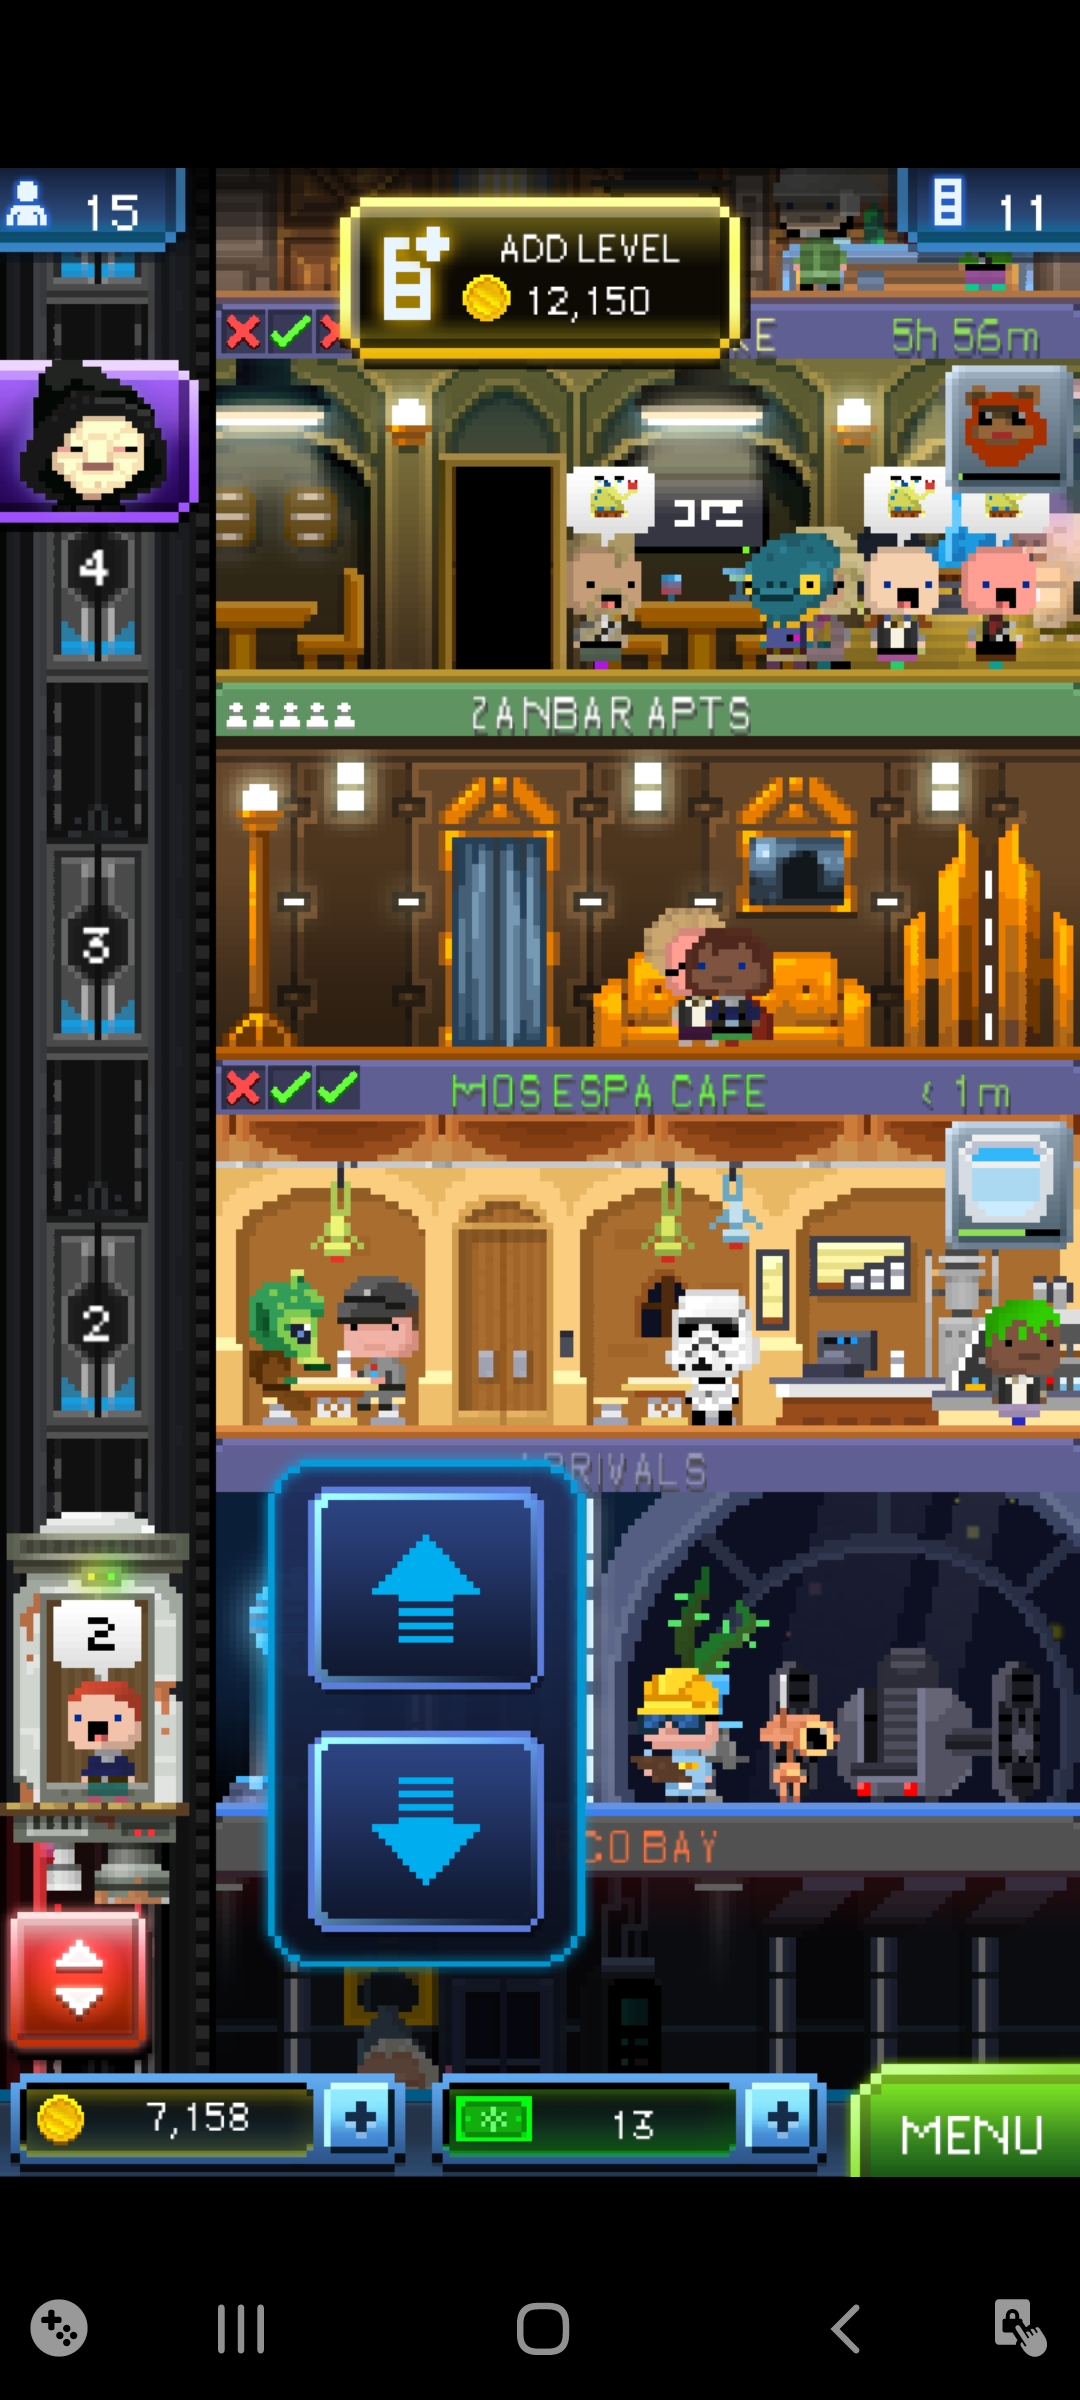 15
ADD LEVEL
12,150
11
KE
5h 56m
4
ZANBAR APTS
3
MOS ESPA CAFE
< 1m
2
RIVALS
2
CO BAY
7,158
13
MENU